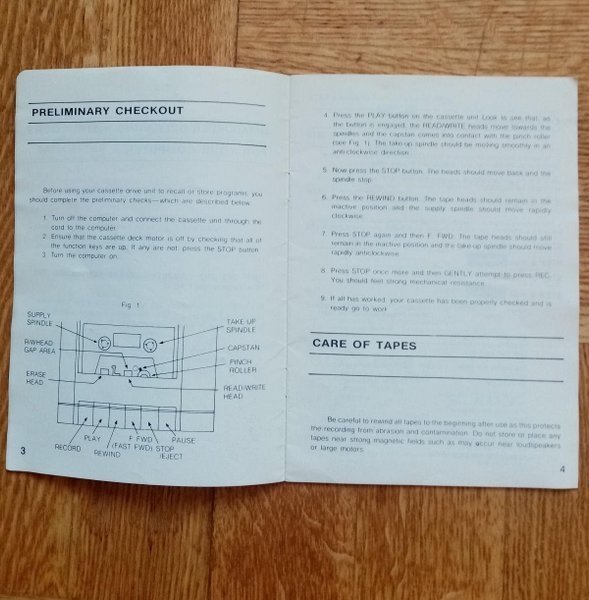 PRELIMINARY CHECKOUT
Before using your cassette drive unit to recall or store programs, you
should complete the preliminary checks—which are described below.
1. Turn off the computer and connect the cassette unit through the
cord to the computer.
2. Ensure that the cassette deck motor is off by checking that all of
the function keys are up. If any are not, press the STOP button.
3. Turn the computer on.
Fig. 1
SUPPLY
SPINDLE
R/WHEAD
GAP AREA
ERASE
HEAD
TAKE-UP
SPINDLE
CAPSTAN
PINCH
ROLLER
READ/WRITE
HEAD
RECORD
PLAY
REWIND
F. FWD
(FAST FWD)
STOP
/EJECT
PAUSE
3
4. Press the PLAY button on the cassette unit. Look to see that, as
the button is engaged, the READ/WRITE heads move towards the
spindles and the capstan comes into contact with the pinch roller
(see Fig. 1). The take-up spindle should be moving smoothly in an
anti-clockwise direction.
5. Now press the STOP button. The heads should move back and the
spindle stop.
6. Press the REWIND button. The tape heads should remain in the
inactive position and the supply spindle should move rapidly
clockwise.
7. Press STOP again and then F. FWD. The tape heads should still
remain in the inactive position and the take-up spindle should move
rapidly anti-clockwise.
8. Press STOP once more and then GENTLY attempt to press REC.
You should feel strong mechanical resistance.
9. If all has worked, your cassette has been properly checked and is
ready go to work.
CARE OF TAPES
Be careful to rewind all tapes to the beginning after use as this protects
the recording from abrasion and contamination. Do not store or place any
tapes near strong magnetic fields such as may occur near loudspeakers
or large motors.
4